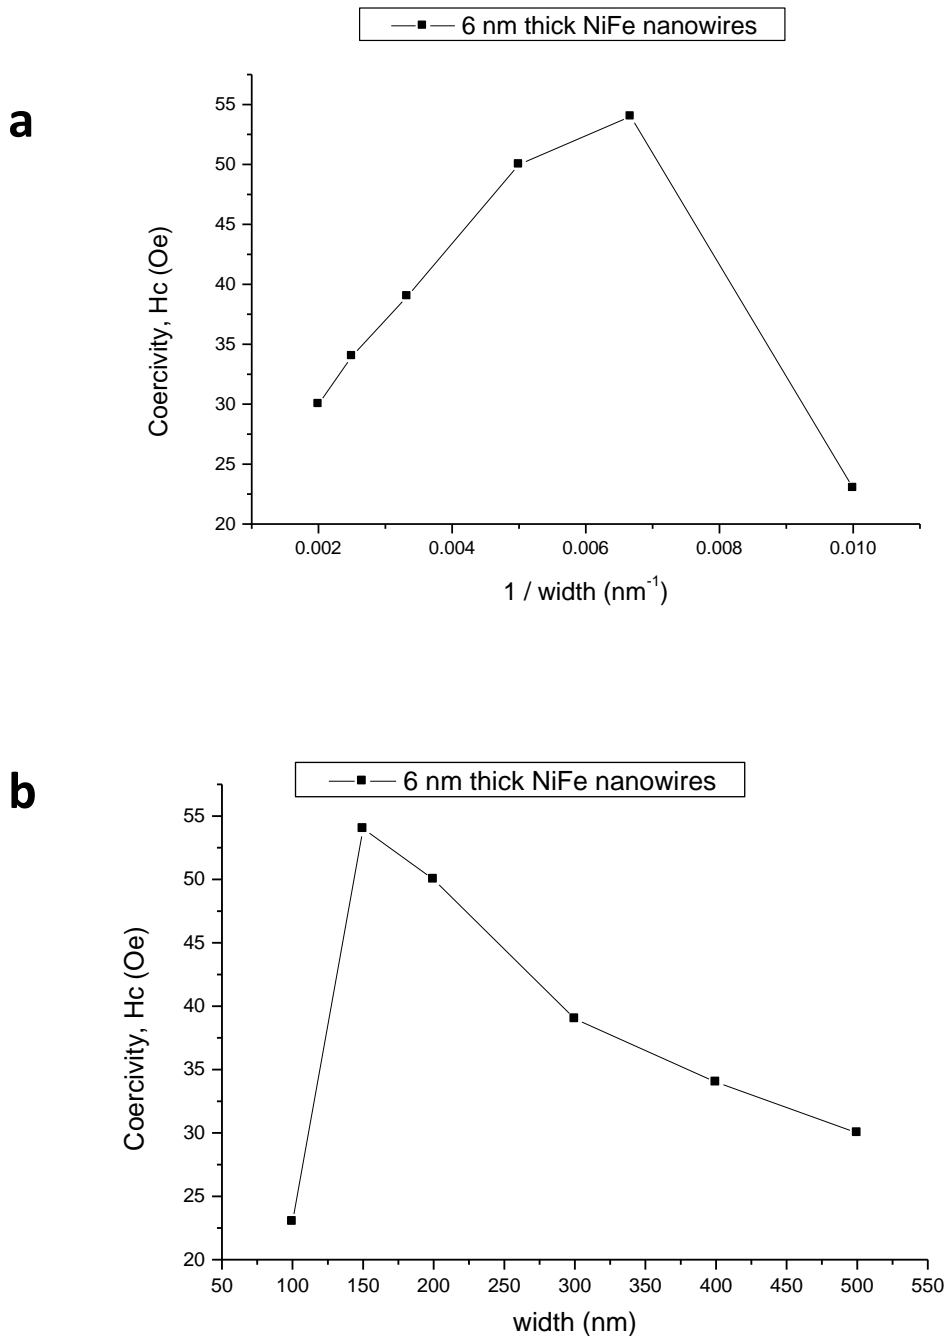 6 nm thick NiFe nanowires
a
55
50
45
40
35
30
25
20
Coercivity, Hc (Oe)
0.002 0.004 0.006 0.008 0.010
1 / width (nm⁻¹)
b
6 nm thick NiFe nanowires
55
50
45
40
35
30
25
20
Coercivity, Hc (Oe)
50 100 150 200 250 300 350 400 450 500 550
width (nm)